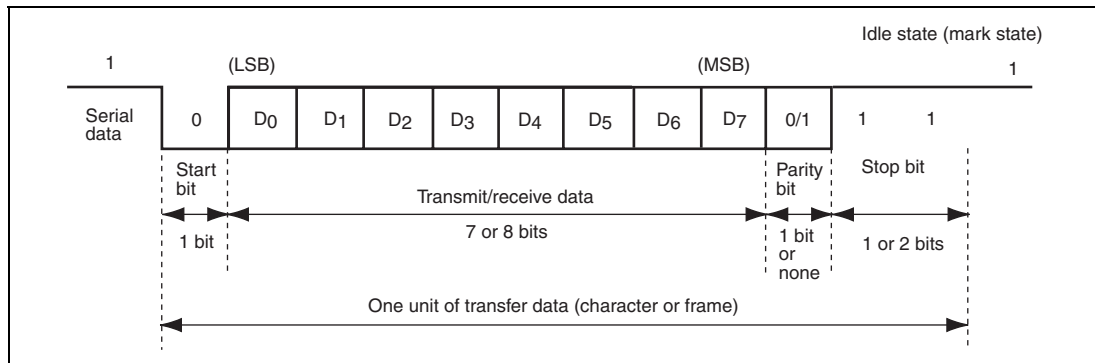 Idle state (mark state)
1 (LSB) (MSB) 1
Serial data
0 D0 D1 D2 D3 D4 D5 D6 D7 0/1 1 1
Start bit
Parity bit
Stop bit
Transmit/receive data
1 bit
7 or 8 bits
1 bit or none
1 or 2 bits
One unit of transfer data (character or frame)